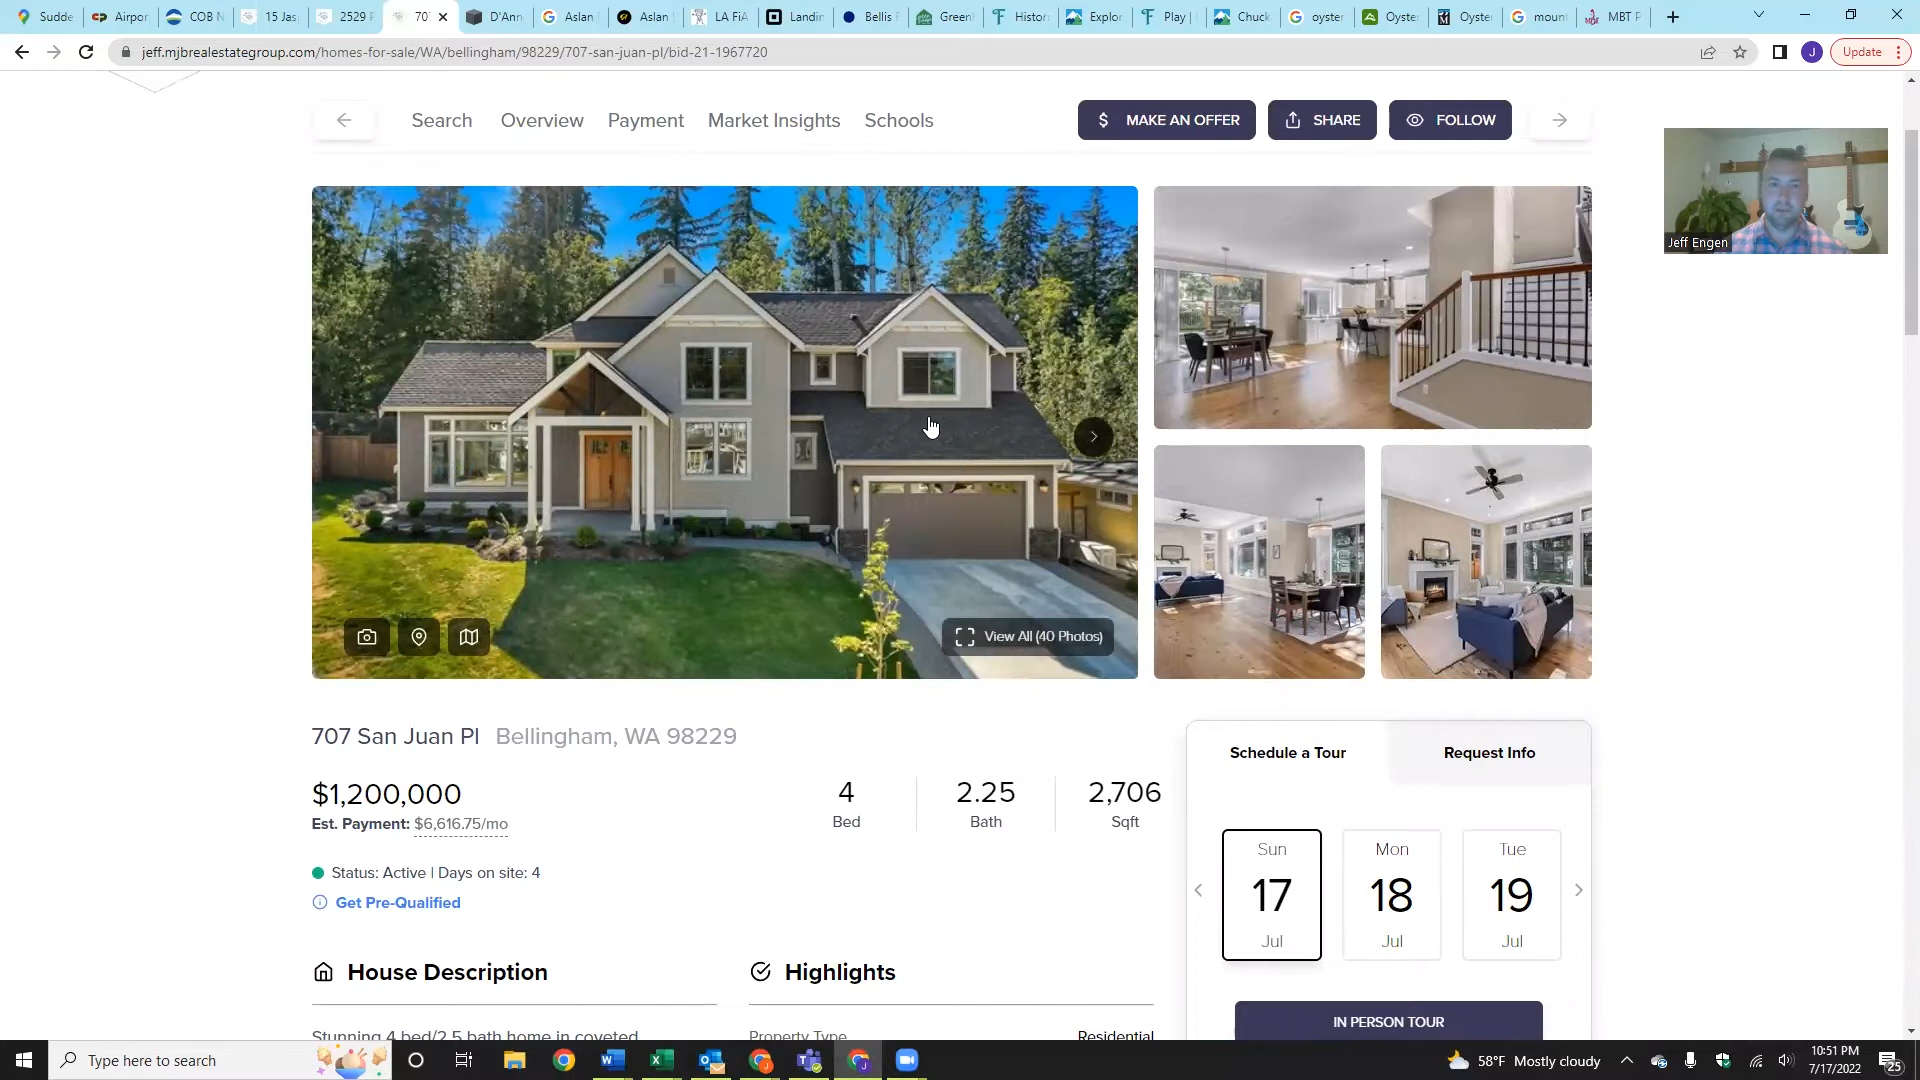 Sudde
Airpor
COB N
15 Jas
2529 F
707
D'Ann
Aslan
Aslan
LA FiA
Landin
Bellis F
Green
Histor
Explor
Play |
Chuck
oyster
Oyste
Oyster
moun
MBT P
jeff.mjbrealestategroup.com/homes-for-sale/WA/bellingham/98229/707-san-juan-pl/bid-21-1967720
J
Update
Search Overview Payment Market Insights Schools
$ MAKE AN OFFER SHARE FOLLOW
Jeff Engen
View All (40 Photos)
707 San Juan Pl Bellingham, WA 98229
$1,200,000
Est. Payment: $6,616.75/mo
4
Bed
2.25
Bath
2,706
Sqft
Status: Active | Days on site: 4
Get Pre-Qualified
Schedule a Tour Request Info
Sun
17
Jul
Mon
18
Jul
Tue
19
Jul
IN PERSON TOUR
House Description
Highlights
Stunning 4 bed/2.5 bath home in coveted
Property Type Residential
Type here to search
58°F Mostly cloudy
10:51 PM
7/17/2022
25